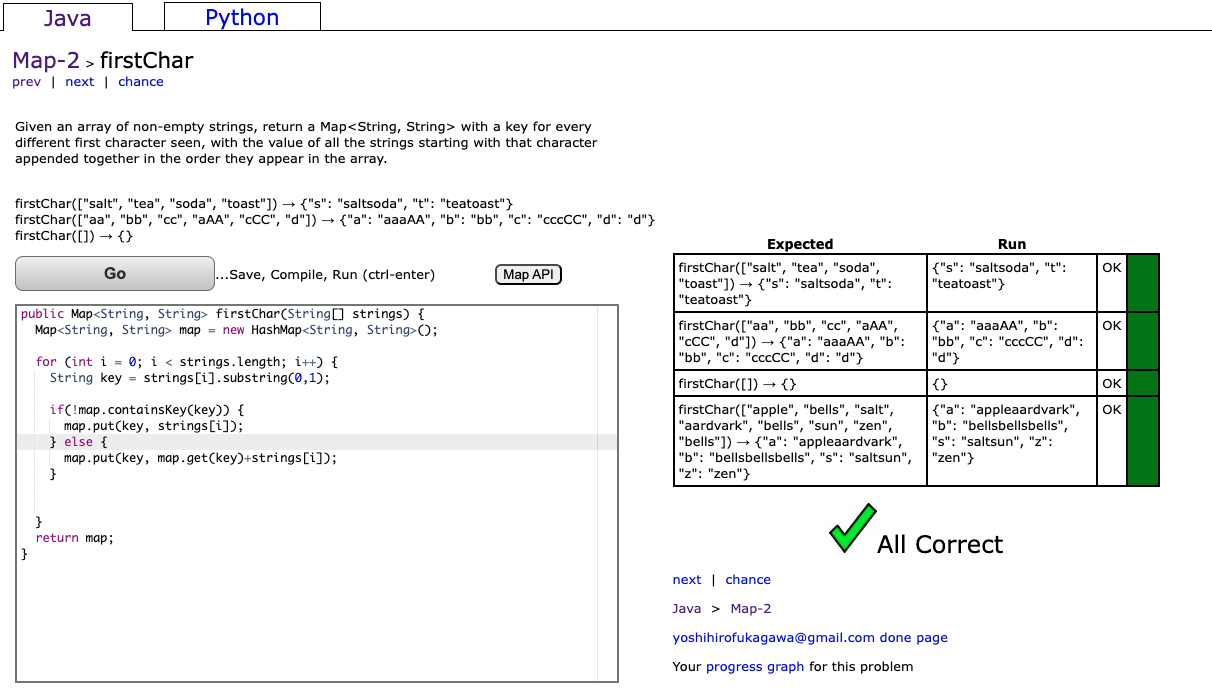 Java
Python
Map-2 > firstChar
prev | next | chance
Given an array of non-empty strings, return a Map<String, String> with a key for every
different first character seen, with the value of all the strings starting with that character
appended together in the order they appear in the array.
firstChar(["salt", "tea", "soda", "toast"]) → {"s": "saltsoda", "t": "teatoast"}
firstChar(["aa", "bb", "cc", "aAA", "cCC", "d"]) → {"a": "aaaAA", "b": "bb", "c": "cccCC", "d": "d"}
firstChar([]) → {}
Go
...Save, Compile, Run (ctrl-enter)
Map API
public Map<String, String> firstChar(String[] strings) {
  Map<String, String> map = new HashMap<String, String>();
  for (int i = 0; i < strings.length; i++) {
    String key = strings[i].substring(0,1);
    if(!map.containsKey(key)) {
      map.put(key, strings[i]);
    } else {
      map.put(key, map.get(key)+strings[i]);
    }
  }
  return map;
}
Expected
Run
firstChar(["salt", "tea", "soda",
"toast"]) → {"s": "saltsoda", "t":
"teatoast"}
{"s": "saltsoda", "t":
"teatoast"}
OK
firstChar(["aa", "bb", "cc", "aAA",
"cCC", "d"]) → {"a": "aaaAA", "b":
"bb", "c": "cccCC", "d": "d"}
{"a": "aaaAA", "b":
"bb", "c": "cccCC", "d":
"d"}
OK
firstChar([]) → {}
{}
OK
firstChar(["apple", "bells", "salt",
"aardvark", "bells", "sun", "zen",
"bells"]) → {"a": "appleaardvark",
"b": "bellsbellsbells", "s": "saltsun",
"z": "zen"}
{"a": "appleaardvark",
"b": "bellsbellsbells",
"s": "saltsun", "z":
"zen"}
OK
All Correct
next | chance
Java > Map-2
yoshihirofukagawa@gmail.com done page
Your progress graph for this problem